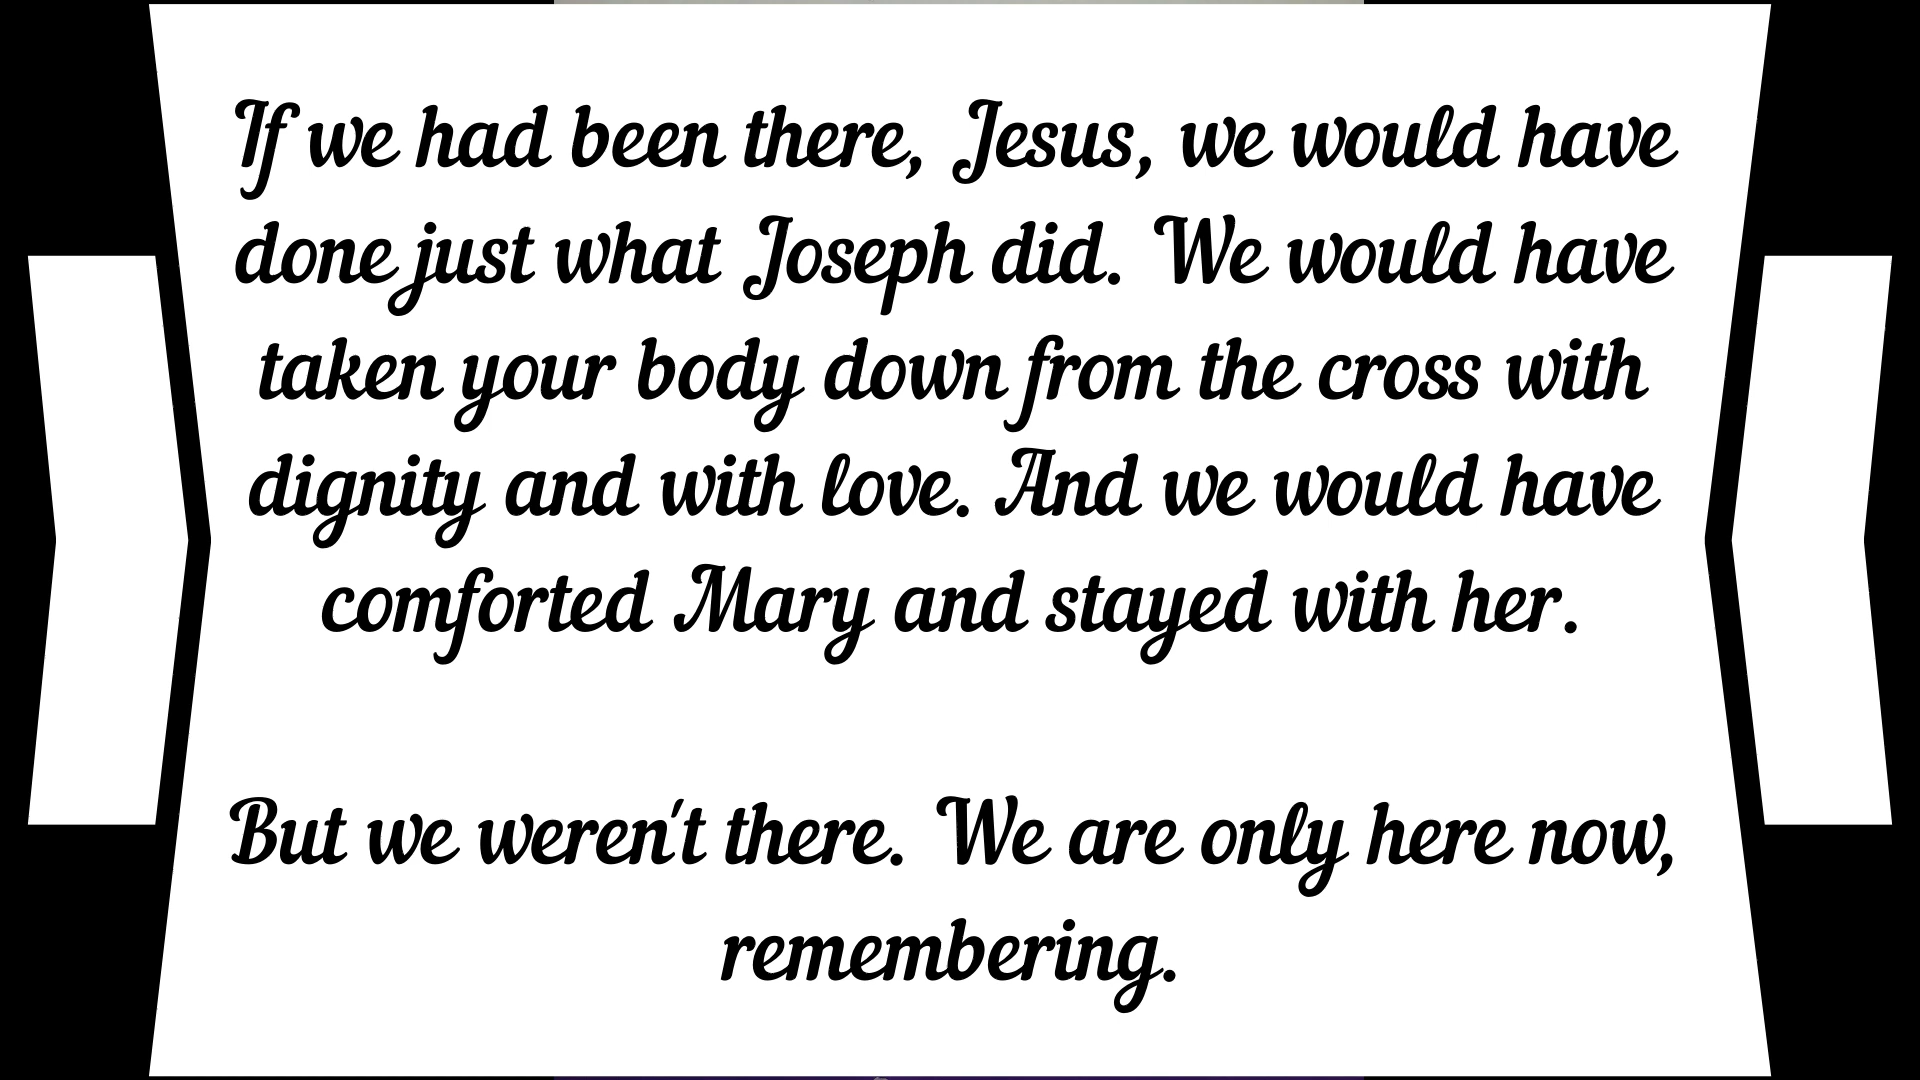 If we had been there, Jesus, we would have
done just what Joseph did. We would have
taken your body down from the cross with
dignity and with love. And we would have
comforted Mary and stayed with her.
But we weren't there. We are only here now,
remembering.